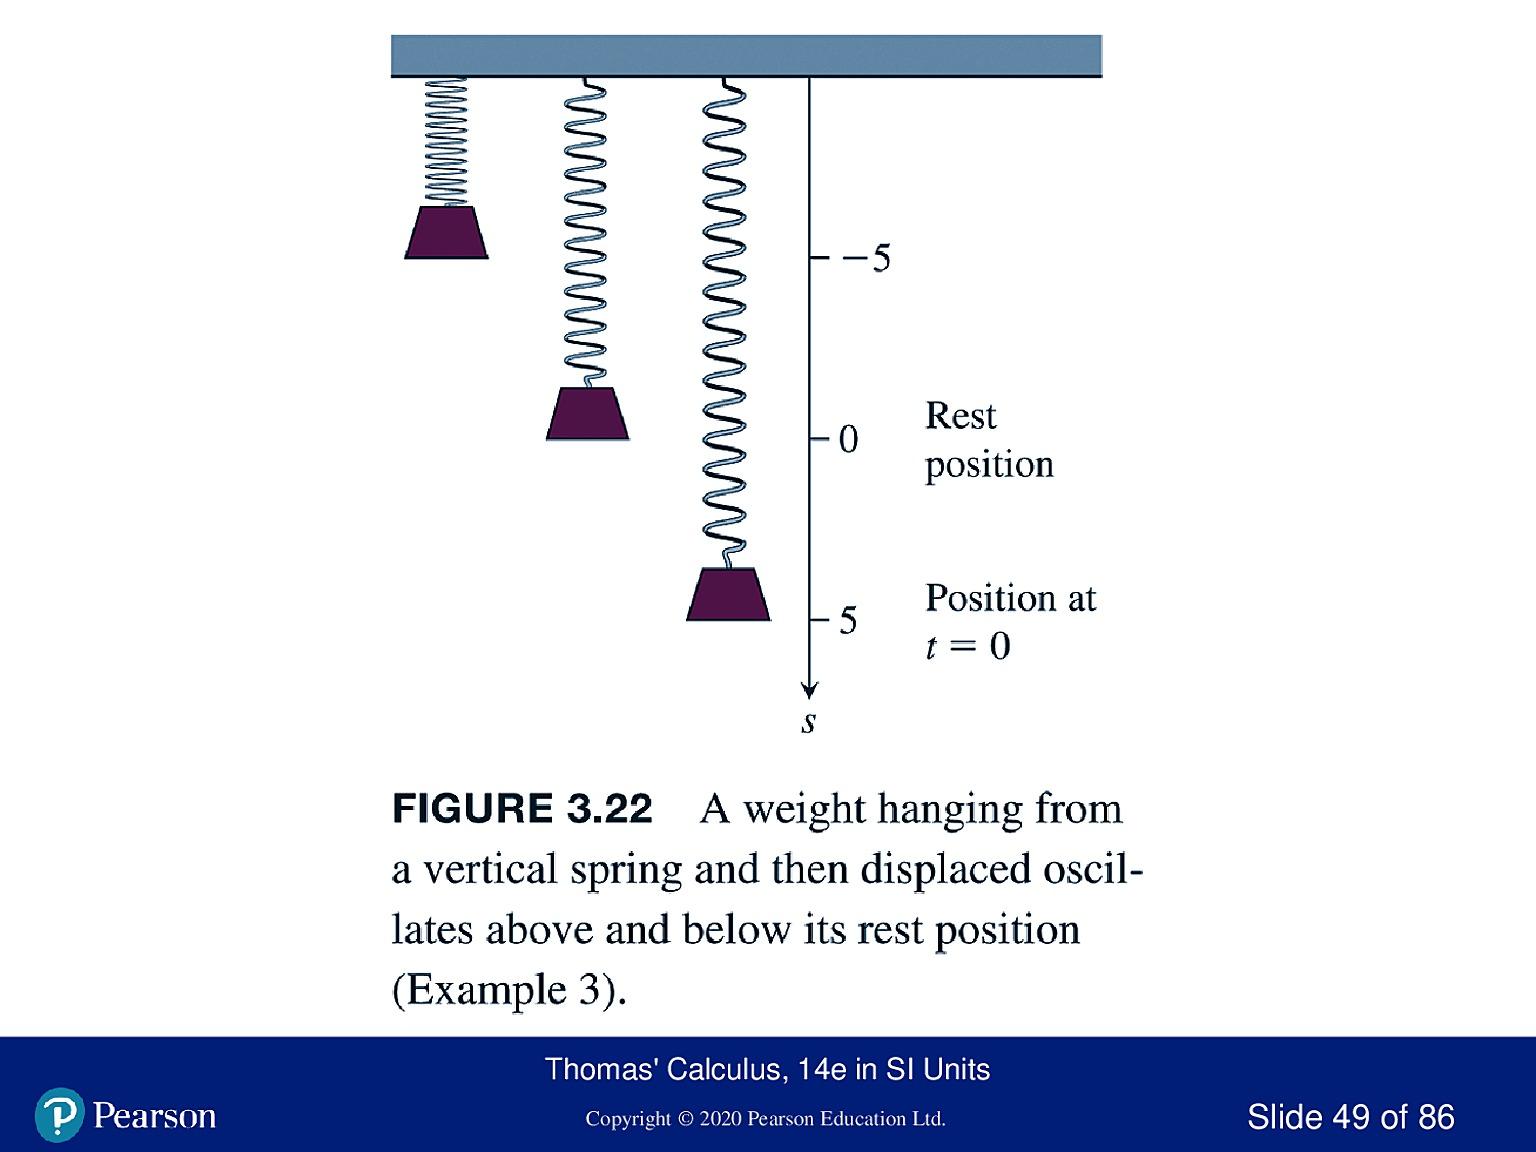 −5
0
Rest
position
5
Position at
t = 0
s
FIGURE 3.22 A weight hanging from
a vertical spring and then displaced oscil-
lates above and below its rest position
(Example 3).
Thomas' Calculus, 14e in SI Units
Pearson
Copyright © 2020 Pearson Education Ltd.
Slide 49 of 86